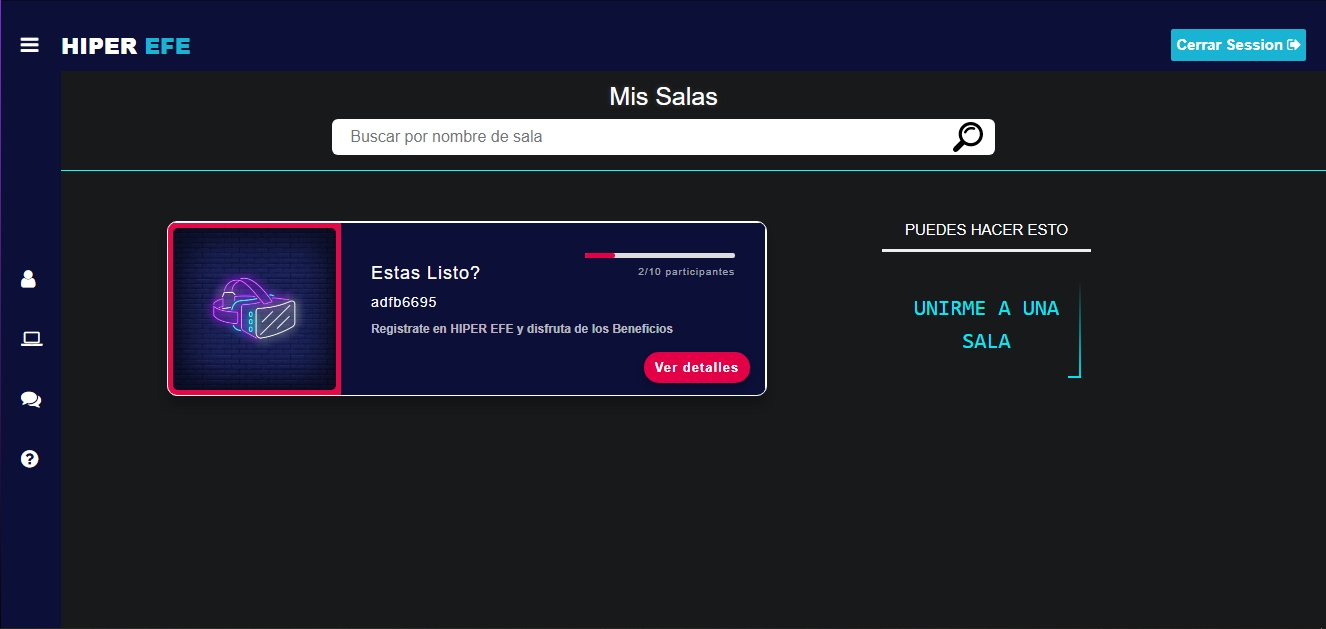 HIPER EFE
Cerrar Session
Mis Salas
Buscar por nombre de sala
2/10 participantes
Estas Listo?
adfb6695
Registrate en HIPER EFE y disfruta de los Beneficios
Ver detalles
PUEDES HACER ESTO
UNIRME A UNA
SALA